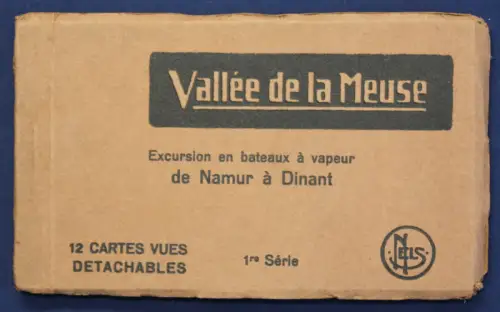 Vallée de la Meuse
Excursion en bateaux à vapeur
de Namur à Dinant
12 CARTES VUES
DETACHABLES
1re Série
NELS